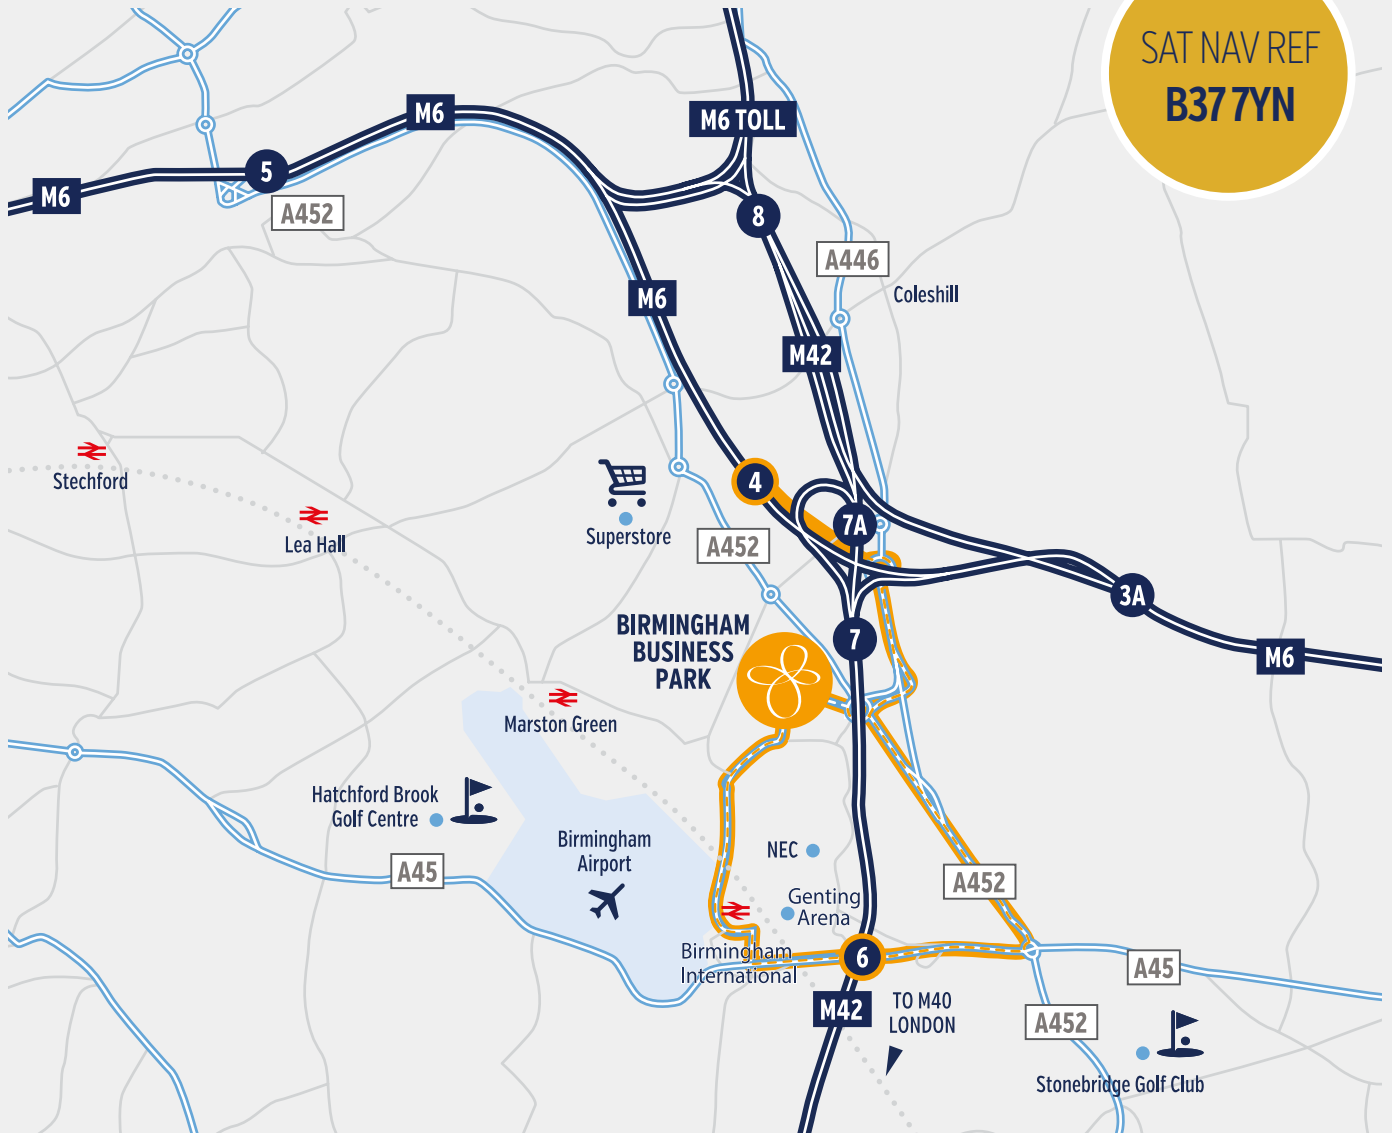 SAT NAV REF
B37 7YN
M6
M6 TOLL
5
M6
A452
8
A446
Coleshill
M6
M42
Stechford
4
Lea Hall
Superstore
7A
A452
3A
BIRMINGHAM
BUSINESS
PARK
7
M6
Marston Green
Hatchford Brook
Golf Centre
Birmingham
Airport
NEC
A45
A452
Genting
Arena
Birmingham
International
6
A45
M42
TO M40
LONDON
A452
Stonebridge Golf Club